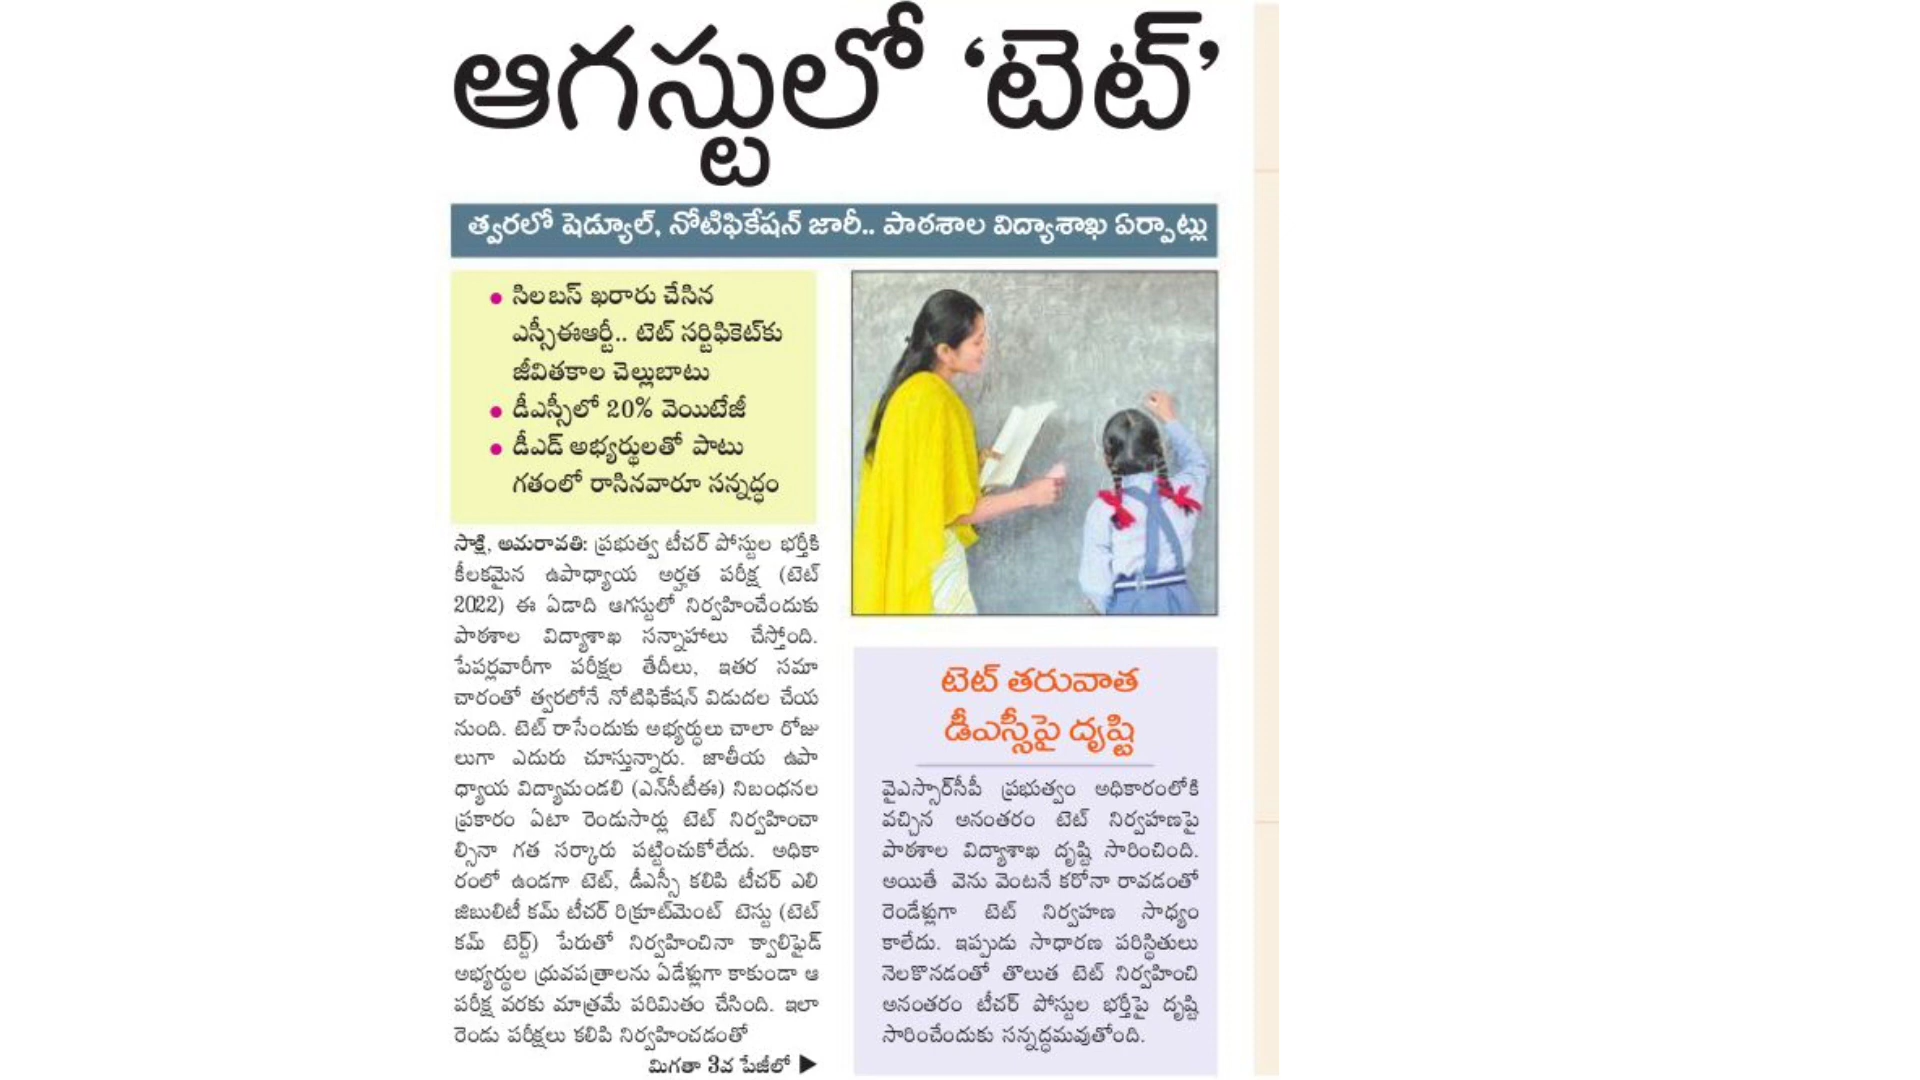 ఆగస్టులో ‘టెట్’
త్వరలో షెడ్యూల్, నోటిఫికేషన్ జారీ.. పాఠశాల విద్యాశాఖ ఏర్పాట్లు
• సిలబస్ ఖరారు చేసిన
ఎస్సీఈఆర్టీ.. టెట్ సర్టిఫికెట్‌కు
జీవితకాల చెల్లుబాటు
• డీఎస్సీలో 20% వెయిటేజీ
• డీఎడ్ అభ్యర్థులతో పాటు
గతంలో రాసినవారూ సన్నద్ధం
సాక్షి, అమరావతి: ప్రభుత్వ టీచర్ పోస్టుల భర్తీకి
కీలకమైన ఉపాధ్యాయ అర్హత పరీక్ష (టెట్
2022) ఈ ఏడాది ఆగస్టులో నిర్వహించేందుకు
పాఠశాల విద్యాశాఖ సన్నాహాలు చేస్తోంది.
పేపర్లవారీగా పరీక్షల తేదీలు, ఇతర సమా
చారంతో త్వరలోనే నోటిఫికేషన్ విడుదల చేయ
నుంది. టెట్ రాసేందుకు అభ్యర్థులు చాలా రోజు
లుగా ఎదురు చూస్తున్నారు. జాతీయ ఉపా
ధ్యాయ విద్యామండలి (ఎన్‌సీటీఈ) నిబంధనల
ప్రకారం ఏటా రెండుసార్లు టెట్ నిర్వహించా
ల్సినా గత సర్కారు పట్టించుకోలేదు. అధికా
రంలో ఉండగా టెట్, డీఎస్సీ కలిపి టీచర్ ఎలి
జిబులిటీ కమ్ టీచర్ రిక్రూట్‌మెంట్ టెస్టు (టెట్
కమ్ టెర్ట్) పేరుతో నిర్వహించినా క్వాలిఫైడ్
అభ్యర్థుల ధ్రువపత్రాలను ఏడేళ్లుగా కాకుండా ఆ
పరీక్ష వరకు మాత్రమే పరిమితం చేసింది. ఇలా
రెండు పరీక్షలు కలిపి నిర్వహించడంతో
మిగతా 3వ పేజీలో ▶
టెట్ తరువాత
డీఎస్సీపై దృష్టి
వైఎస్సార్‌సీపీ ప్రభుత్వం అధికారంలోకి
వచ్చిన అనంతరం టెట్ నిర్వహణపై
పాఠశాల విద్యాశాఖ దృష్టి సారించింది.
అయితే వెను వెంటనే కరోనా రావడంతో
రెండేళ్లుగా టెట్ నిర్వహణ సాధ్యం
కాలేదు. ఇప్పుడు సాధారణ పరిస్థితులు
నెలకొనడంతో తొలుత టెట్ నిర్వహించి
అనంతరం టీచర్ పోస్టుల భర్తీపై దృష్టి
సారించేందుకు సన్నద్ధమవుతోంది.